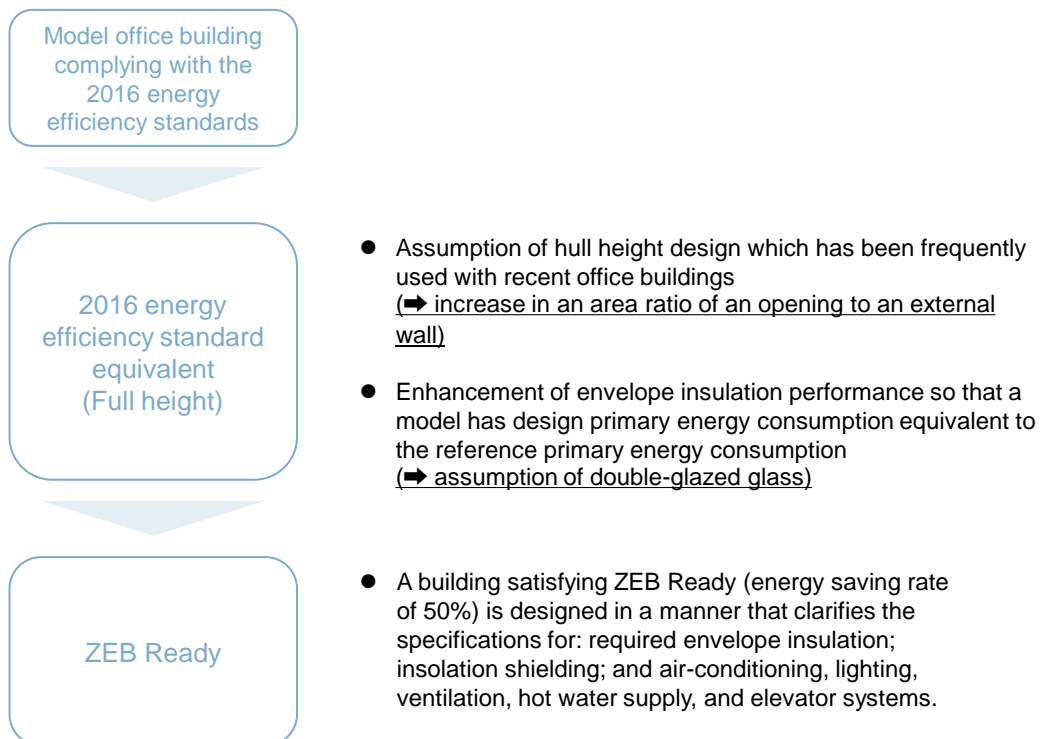 Model office building
complying with the
2016 energy
efficiency standards
2016 energy
efficiency standard
equivalent
(Full height)
● Assumption of hull height design which has been frequently
used with recent office buildings
(➡ increase in an area ratio of an opening to an external
wall)
● Enhancement of envelope insulation performance so that a
model has design primary energy consumption equivalent to
the reference primary energy consumption
(➡ assumption of double-glazed glass)
ZEB Ready
● A building satisfying ZEB Ready (energy saving rate
of 50%) is designed in a manner that clarifies the
specifications for: required envelope insulation;
insolation shielding; and air-conditioning, lighting,
ventilation, hot water supply, and elevator systems.